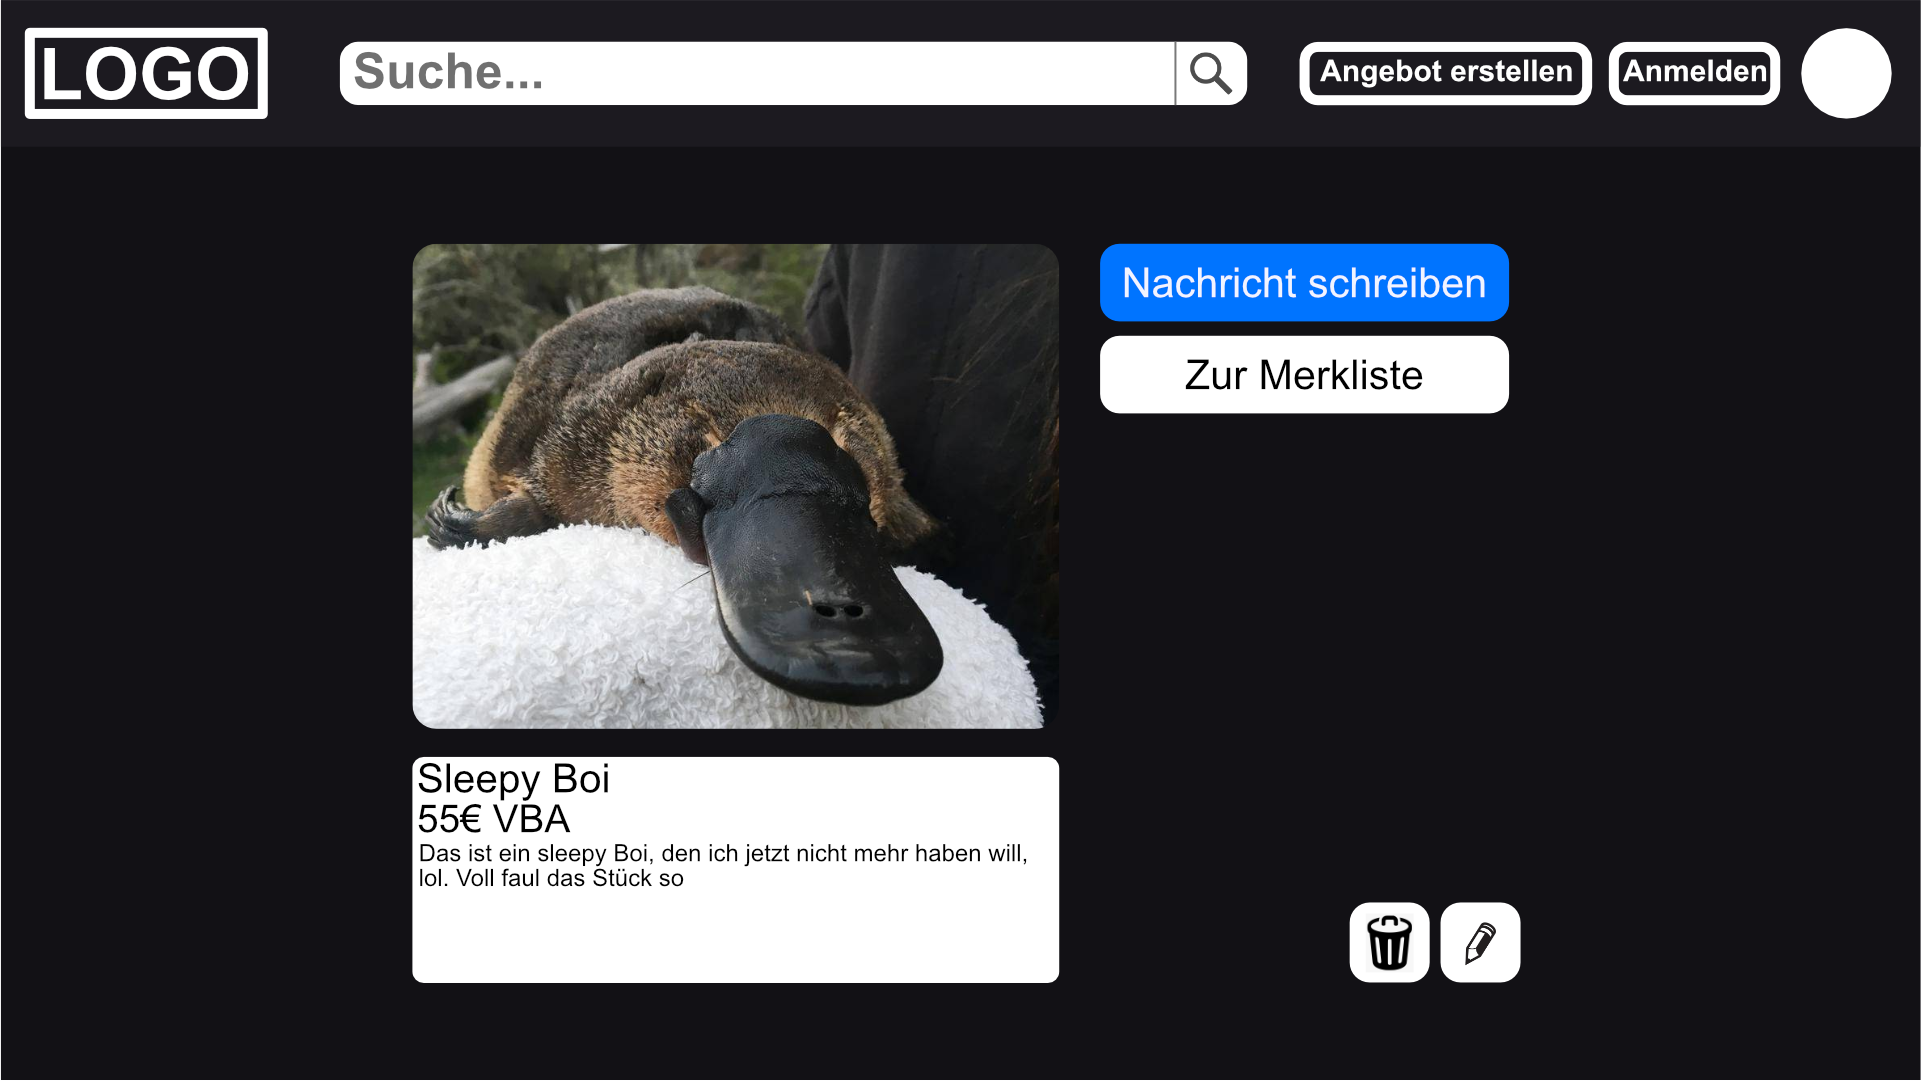 LOGO
Suche...
Angebot erstellen
Anmelden
Nachricht schreiben
Zur Merkliste
Sleepy Boi
55€ VBA
Das ist ein sleepy Boi, den ich jetzt nicht mehr haben will,
lol. Voll faul das Stück so